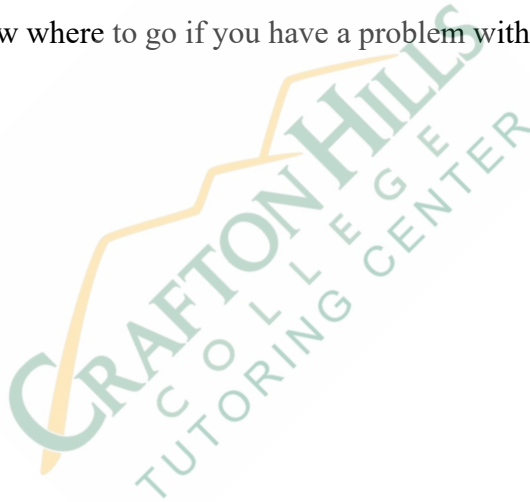 w where to go if you have a problem with
CRAFTON HILLS
COLLEGE
TUTORING CENTER